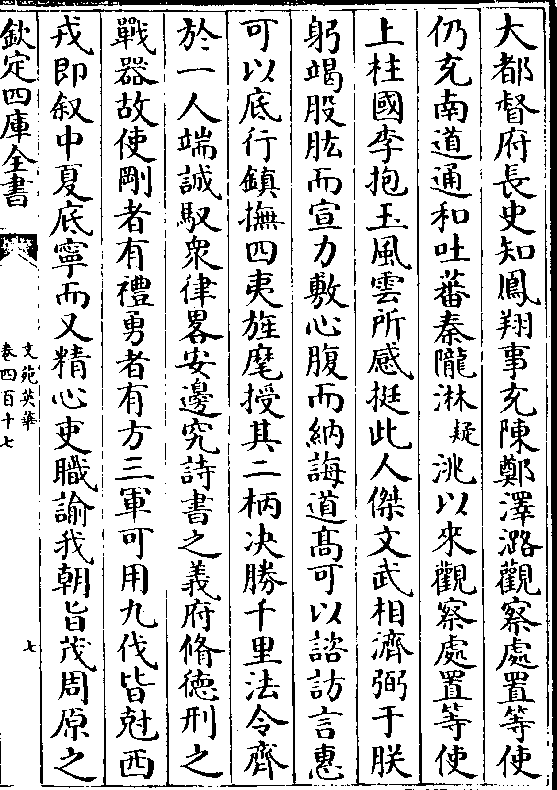 大都督府長史知鳳翔事充陳鄭澤潞觀察處置等使
仍充南道通和吐蕃秦隴淋疑洮以來觀察處置等使
上柱國李抱玉風雲所感挺此人傑文武相濟弼于朕
躬竭股肱而宣力敷心腹而納誨道髙可以諮訪言惠
可以底行鎮撫四夷旌麾授其二柄决勝千里法令齊
於一人端誠馭衆律畧安邊究詩書之義府脩德刑之
戰器故使剛者有禮勇者有方三軍可用九伐皆尅西
戎即叙中夏底寧而又精心吏職諭我朝旨茂周原之
欽定四庫全書
文苑英華
卷四百十七
七